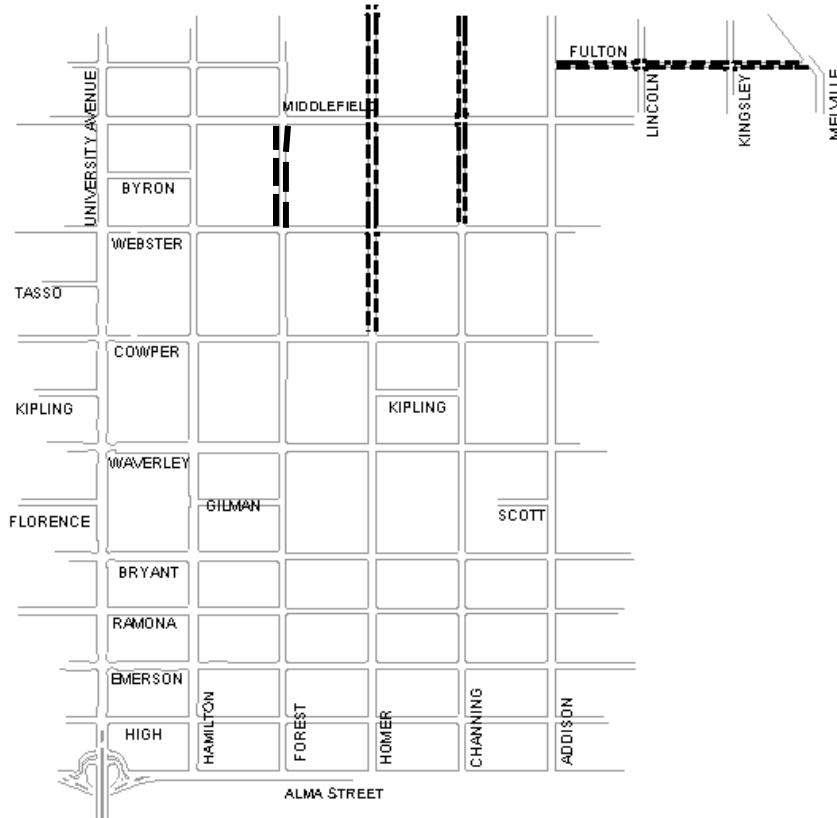 FULTON
MELVILLE
LINCOLN
KINGSLEY
UNIVERSITY AVENUE
MIDDLEFIELD
BYRON
WEBSTER
TASSO
COWPER
KIPLING
KIPLING
WAVERLEY
GILMAN
FLORENCE
SCOTT
BRYANT
RAMONA
EMERSON
HAMILTON
FOREST
HOMER
CHANNING
ADDISON
HIGH
ALMA STREET